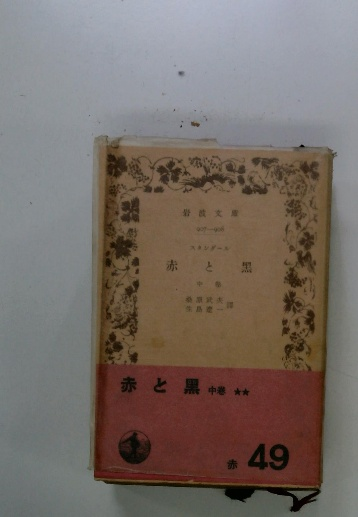 岩波文庫
スタンダール
赤と黒
中巻
桑原武夫
生島遼一
訳
赤と黒 中巻 ★★
赤 49